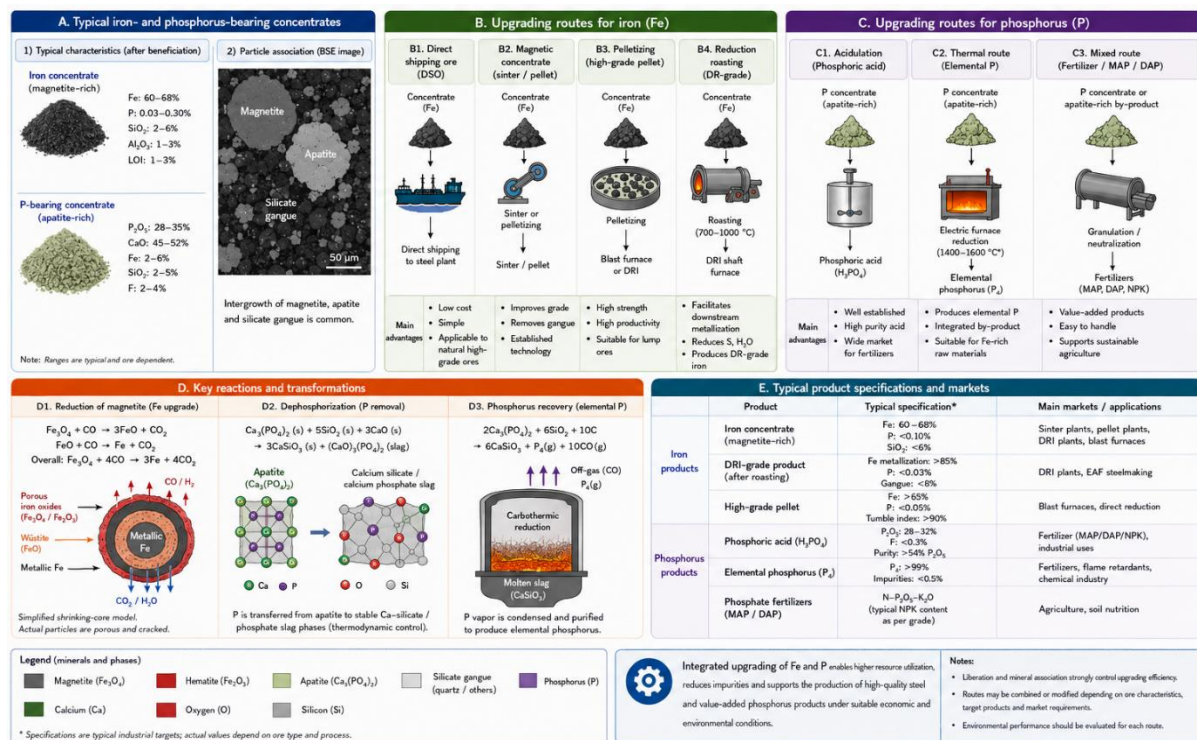 A. Typical iron- and phosphorus-bearing concentrates
1) Typical characteristics (after beneficiation)
Iron concentrate
(magnetite-rich)
Fe: 60–68%
P: 0.03–0.30%
SiO₂: 2–6%
Al₂O₃: 1–3%
LOI: 1–3%
P-bearing concentrate
(apatite-rich)
P₂O₅: 28–35%
CaO: 45–52%
Fe: 2–6%
SiO₂: 2–5%
F: 2–4%
Note: Ranges are typical and ore dependent.
2) Particle association (BSE image)
Magnetite
Apatite
Silicate
gangue
50 μm
Intergrowth of magnetite, apatite
and silicate gangue is common.
B. Upgrading routes for iron (Fe)
B1. Direct
shipping ore
(DSO)
Concentrate
(Fe)
Direct shipping
to steel plant
B2. Magnetic
concentrate
(sinter / pellet)
Concentrate
(Fe)
Sinter or
pelletizing
Sinter / pellet
B3. Pelletizing
(high-grade pellet)
Concentrate
(Fe)
Pelletizing
Blast furnace
or DRI
B4. Reduction
roasting
(DR-grade)
Concentrate
(Fe)
Roasting
(700–1000 °C)
DRI shaft
furnace
Main
advantages
• Low cost
• Simple
• Applicable to
natural high-
grade ores
• Improves grade
• Removes gangue
• Established
technology
• High strength
• High productivity
• Suitable for lump
ores
• Facilitates
downstream
metallization
• Reduces S, H₂O
• Produces DR-grade
iron
C. Upgrading routes for phosphorus (P)
C1. Acidulation
(Phosphoric acid)
P concentrate
(apatite-rich)
Phosphoric acid
(H₃PO₄)
C2. Thermal route
(Elemental P)
P concentrate
(apatite-rich)
Electric furnace
reduction
(1400–1600 °C*)
Elemental
phosphorus (P₄)
C3. Mixed route
(Fertilizer / MAP / DAP)
P concentrate or
apatite-rich by-product
Granulation /
neutralization
Fertilizers
(MAP, DAP, NPK)
Main
advantages
• Well established
• High purity acid
• Wide market
for fertilizers
• Produces elemental P
• Integrated by-product
• Suitable for Fe-rich
raw materials
• Value-added products
• Easy to handle
• Supports sustainable
agriculture
D. Key reactions and transformations
D1. Reduction of magnetite (Fe upgrade)
Fe₃O₄ + CO → 3FeO + CO₂
FeO + CO → Fe + CO₂
Overall: Fe₃O₄ + 4CO → 3Fe + 4CO₂
CO / H₂
Porous
iron oxides
(Fe₃O₄ / Fe₂O₃)
Wüstite
(FeO)
Metallic Fe
Metallic
Fe
CO₂ / H₂O
Simplified shrinking-core model.
Actual particles are porous and cracked.
D2. Dephosphorization (P removal)
Ca₃(PO₄)₂ (s) + 5SiO₂ (s) + 3CaO (s)
→ 3CaSiO₃ (s) + (CaO)₃(PO₄)₂ (slag)
Apatite
(Ca₃(PO₄)₂)
Calcium silicate /
calcium phosphate slag
Ca
P
O
Si
P is transferred from apatite to stable Ca–silicate /
phosphate slag phases (thermodynamic control).
D3. Phosphorus recovery (elemental P)
2Ca₃(PO₄)₂ + 6SiO₂ + 10C
→ 6CaSiO₃ + P₄(g) + 10CO(g)
Off-gas (CO)
P₄(g)
Carbothermic
reduction
Molten slag
(CaSiO₃)
P vapor is condensed and purified
to produce elemental phosphorus.
E. Typical product specifications and markets
Product
Typical specification*
Main markets / applications
Iron
products
Iron concentrate
(magnetite-rich)
Fe: 60–68%
P: <0.10%
SiO₂: <6%
Sinter plants, pellet plants,
DRI plants, blast furnaces
DRI-grade product
(after roasting)
Fe metallization: >85%
P: <0.03%
Gangue: <8%
DRI plants, EAF steelmaking
High-grade pellet
Fe: >65%
P: <0.05%
Tumble index: >90%
Blast furnaces, direct reduction
Phosphorus
products
Phosphoric acid (H₃PO₄)
P₂O₅: 28–32%
F: <0.3%
Purity: >54% P₂O₅
Fertilizer (MAP/DAP/NPK),
industrial uses
Elemental phosphorus (P₄)
P₄: >99%
Impurities: <0.5%
Fertilizers, flame retardants,
chemical industry
Phosphate fertilizers
(MAP / DAP)
N–P₂O₅–K₂O
(typical NPK content
as per grade)
Agriculture, soil nutrition
Legend (minerals and phases)
Magnetite (Fe₃O₄)
Hematite (Fe₂O₃)
Apatite (Ca₃(PO₄)₂)
Silicate gangue
(quartz / others)
Phosphorus (P)
Calcium (Ca)
Oxygen (O)
Silicon (Si)
* Specifications are typical industrial targets; actual values depend on ore type and process.
Integrated upgrading of Fe and P enables higher resource utilization,
reduces impurities and supports the production of high-quality steel
and value-added phosphorus products under suitable economic and
environmental conditions.
Notes:
• Liberation and mineral association strongly control upgrading efficiency.
• Routes may be combined or modified depending on ore characteristics,
target products and market requirements.
• Environmental performance should be evaluated for each route.